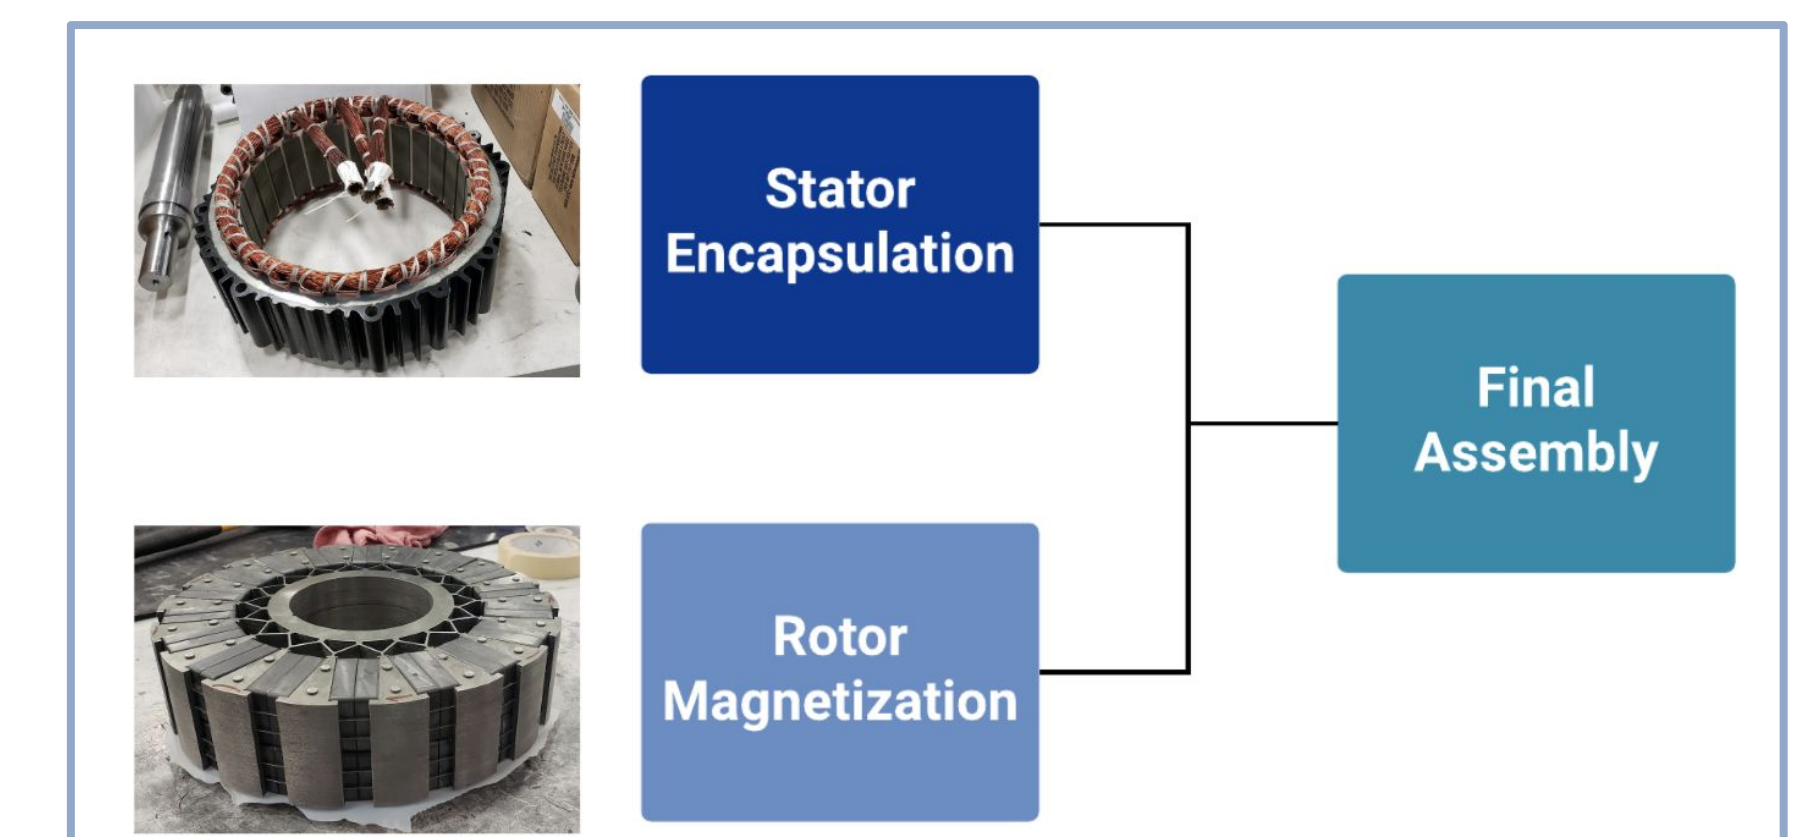 Stator
Encapsulation
Final
Assembly
Rotor
Magnetization